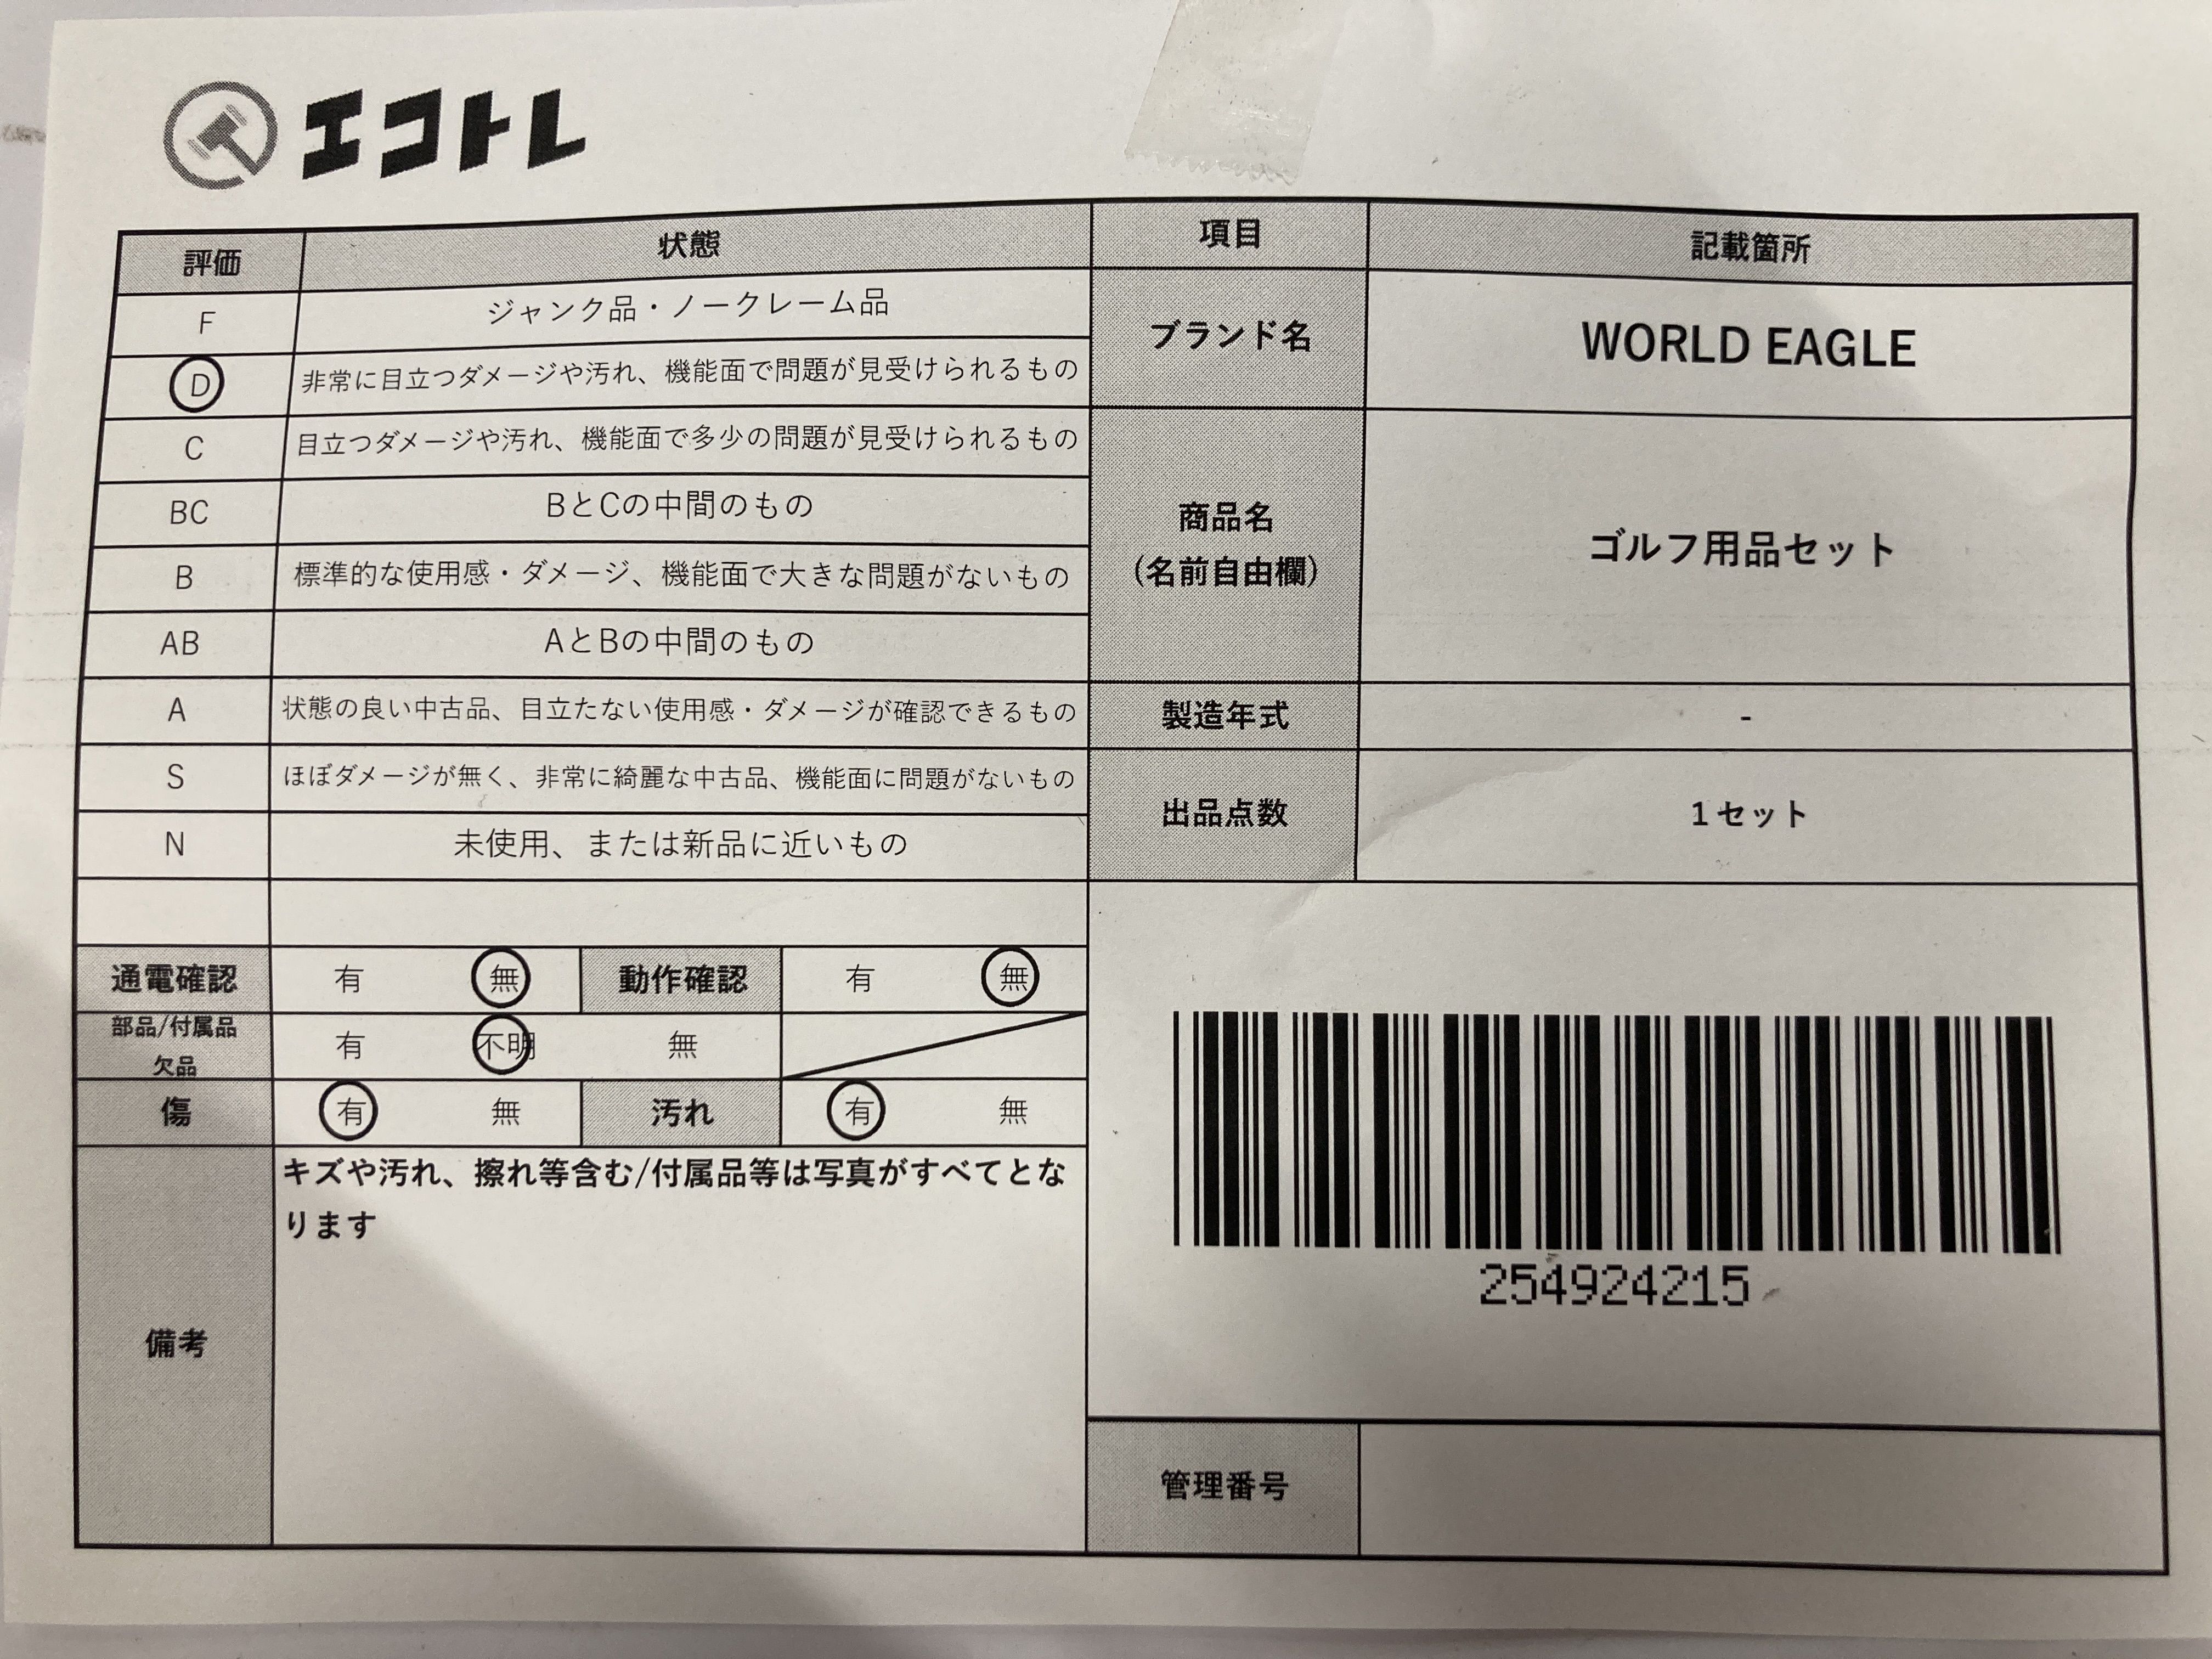 エコトレ
評価 状態 項目 記載箇所
F ジャンク品・ノークレーム品
D 非常に目立つダメージや汚れ、機能面で問題が見受けられるもの
ブランド名 WORLD EAGLE
C 目立つダメージや汚れ、機能面で多少の問題が見受けられるもの
BC BとCの中間のもの
B 標準的な使用感・ダメージ、機能面で大きな問題がないもの
商品名
(名前自由欄)
ゴルフ用品セット
AB AとBの中間のもの
A 状態の良い中古品、目立たない使用感・ダメージが確認できるもの
製造年式 -
S ほぼダメージが無く、非常に綺麗な中古品、機能面に問題がないもの
N 未使用、または新品に近いもの
出品点数 1セット
通電確認 有 無 動作確認 有 無
部品/付属品
欠品
有 不明 無
傷 有 無 汚れ 有 無
備考
キズや汚れ、擦れ等含む/付属品等は写真がすべてとな
ります
254924215
管理番号